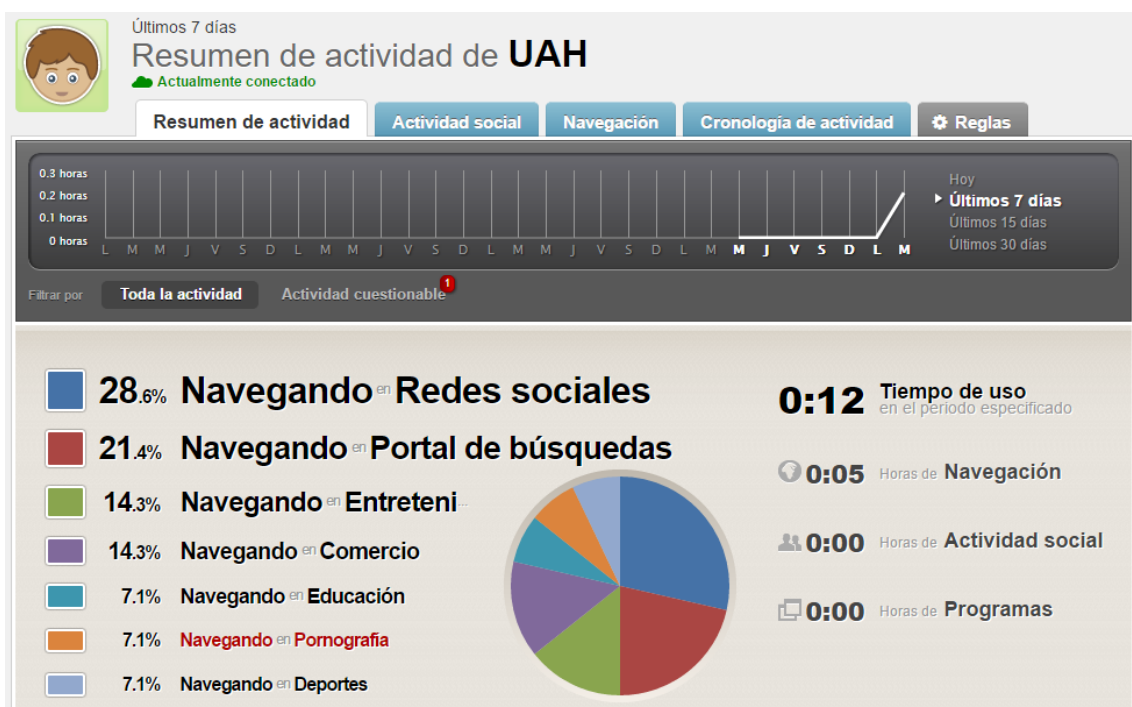 Últimos 7 días
Resumen de actividad de UAH
Actualmente conectado
Resumen de actividad Actividad social Navegación Cronología de actividad Reglas
0.3 horas
0.2 horas
0.1 horas
0 horas
L M M J V S D L M M J V S D L M M J V S D L M M J V S D L M
Hoy
Últimos 7 días
Últimos 15 días
Últimos 30 días
Filtrar por Toda la actividad Actividad cuestionable 1
28.6% Navegando en Redes sociales
21.4% Navegando en Portal de búsquedas
14.3% Navegando en Entreteni...
14.3% Navegando en Comercio
7.1% Navegando en Educación
7.1% Navegando en Pornografía
7.1% Navegando en Deportes
0:12 Tiempo de uso
en el periodo especificado
0:05 Horas de Navegación
0:00 Horas de Actividad social
0:00 Horas de Programas